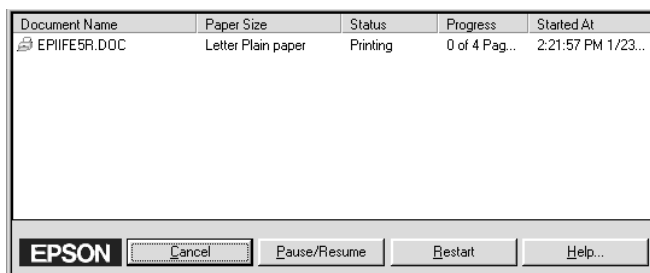 Document Name Paper Size Status Progress Started At
EPIIFE5R.DOC Letter Plain paper Printing 0 of 4 Pag... 2:21:57 PM 1/23...
EPSON Cancel Pause/Resume Restart Help...